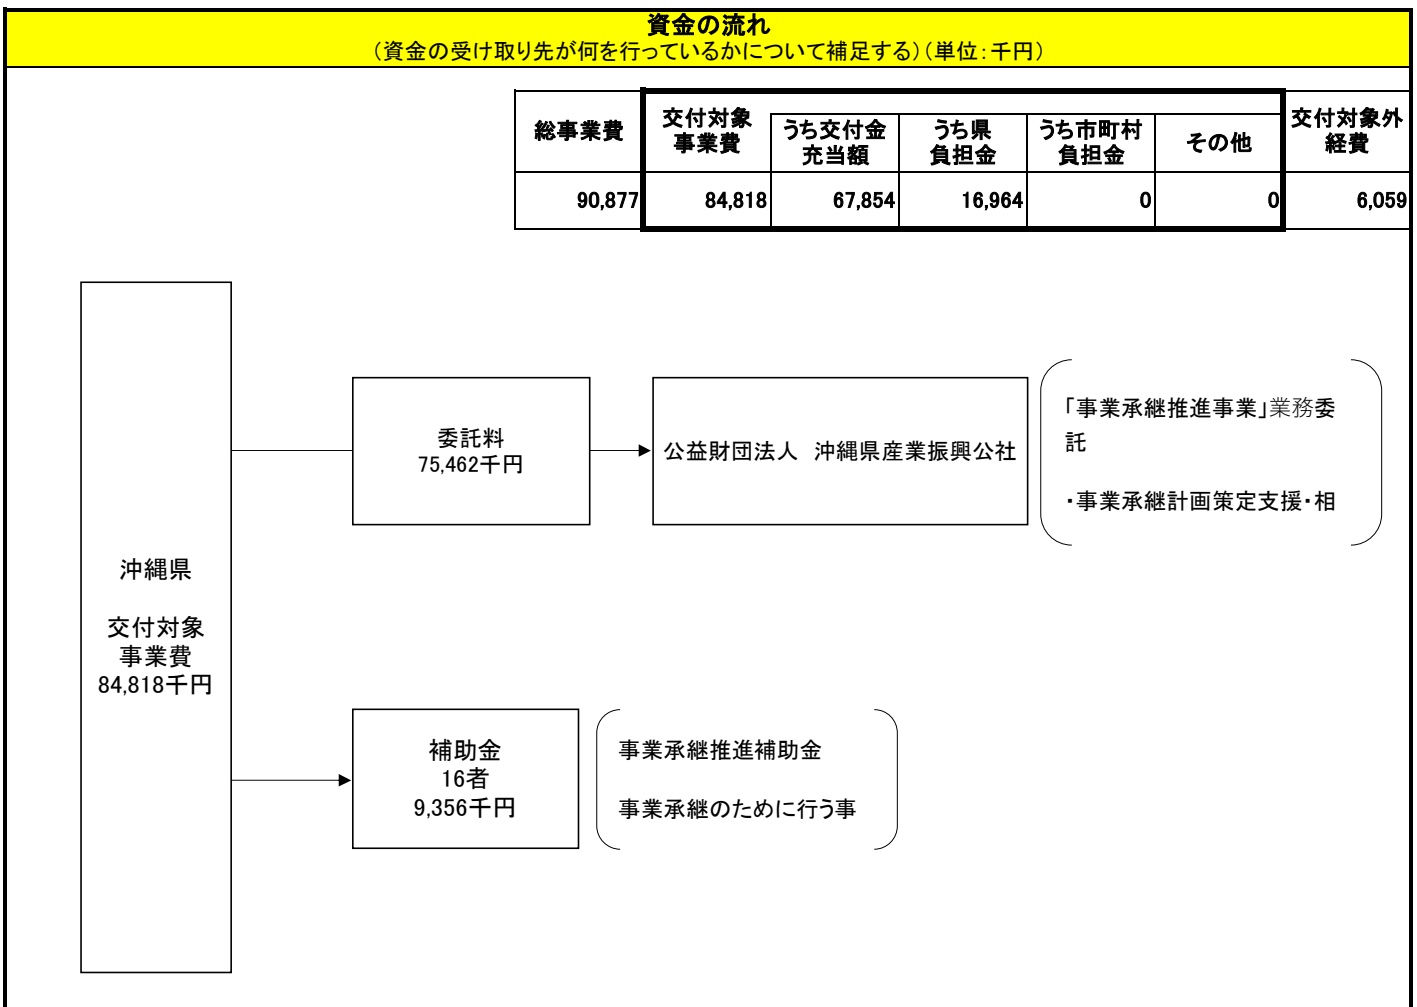 資金の流れ
（資金の受け取り先が何を行っているかについて補足する）（単位：千円）
総事業費
交付対象
事業費
うち交付金
充当額
うち県
負担金
うち市町村
負担金
その他
交付対象外
経費
90,877
84,818
67,854
16,964
0
0
6,059
委託料
75,462千円
公益財団法人　沖縄県産業振興公社
「事業承継推進事業」業務委
託
・事業承継計画策定支援・相
沖縄県
交付対象
事業費
84,818千円
補助金
16者
9,356千円
事業承継推進補助金
事業承継のために行う事